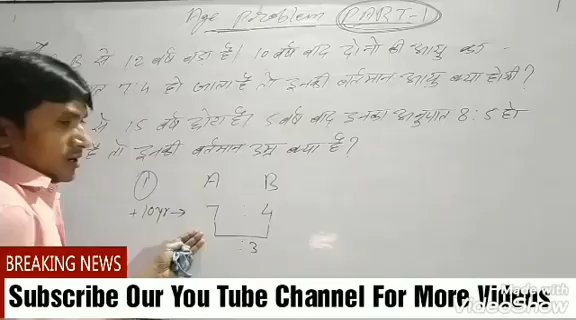 Age problem PART-1
B से 12 वर्ष बड़ा है। 10 वर्ष बाद दोनो की आयु का
7:4 हो जाता है तो इनकी वर्तमान आयु क्या होगी?
से 15 वर्ष छोटा है। 5 वर्ष बाद इनका अनुपात 8:5 हो
है तो इनकी वर्तमान उम्र क्या है?
① A B
+10yr→ 7 : 4
: 3
BREAKING NEWS
Made with
Subscribe Our You Tube Channel For More Videos
VideoShow